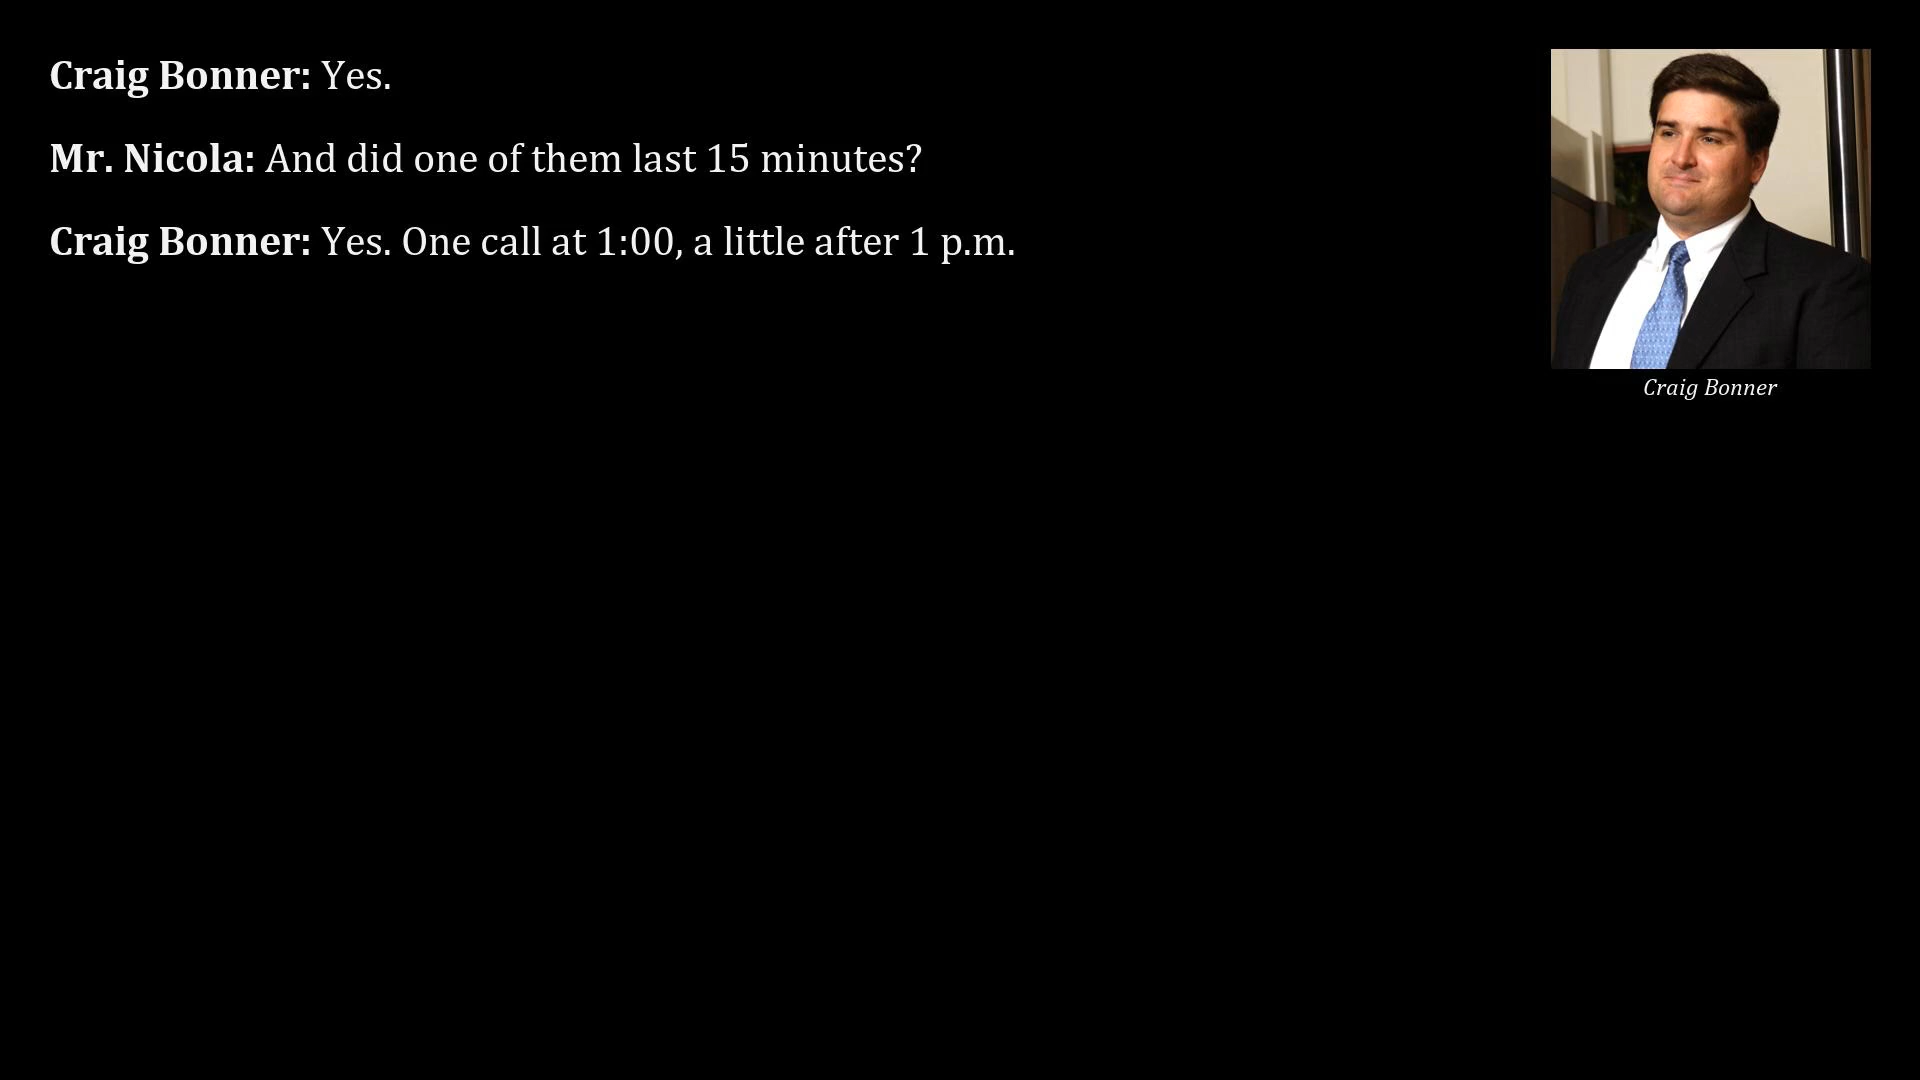 Craig Bonner: Yes.
Mr. Nicola: And did one of them last 15 minutes?
Craig Bonner: Yes. One call at 1:00, a little after 1 p.m.
Craig Bonner